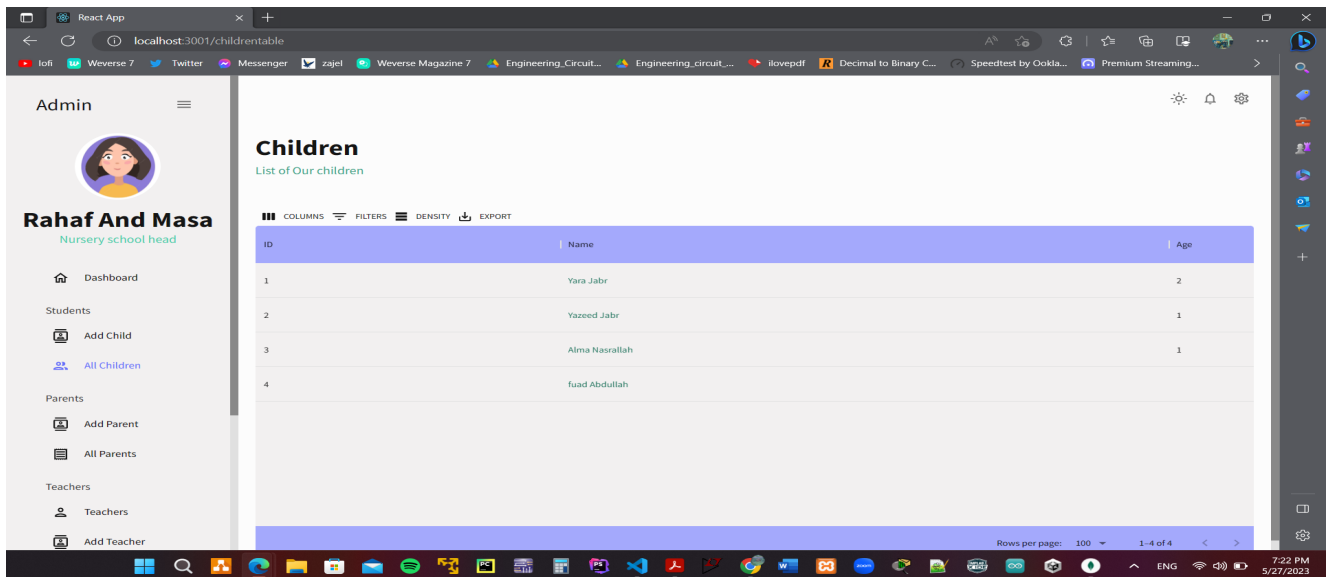 React App
localhost:3001/childrentable
lofi Weverse 7 Twitter Messenger zajel Weverse Magazine 7 Engineering_Circuit... Engineering_circuit_... ilovepdf Decimal to Binary C... Speedtest by Ookla... Premium Streaming...
Admin
Children
List of Our children
Rahaf And Masa
Nursery school head
COLUMNS FILTERS DENSITY EXPORT
ID Name Age
1 Yara Jabr 2
2 Yazeed Jabr 1
3 Alma Nasrallah 1
4 fuad Abdullah
Dashboard
Students
Add Child
All Children
Parents
Add Parent
All Parents
Teachers
Teachers
Add Teacher
Rows per page: 100 1–4 of 4
ENG
7:22 PM
5/27/2023